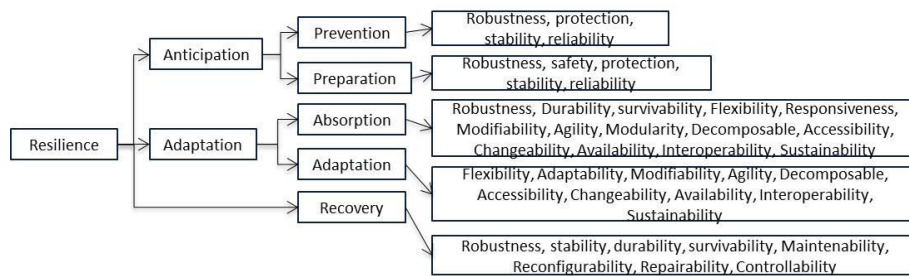 Resilience
Anticipation
Prevention
Robustness, protection,
stability, reliability
Preparation
Robustness, safety, protection,
stability, reliability
Adaptation
Absorption
Robustness, Durability, survivability, Flexibility, Responsiveness,
Modifiability, Agility, Modularity, Decomposable, Accessibility,
Changeability, Availability, Interoperability, Sustainability
Adaptation
Flexibility, Adaptability, Modifiability, Agility, Decomposable,
Accessibility, Changeability, Availability, Interoperability,
Sustainability
Recovery
Robustness, stability, durability, survivability, Maintenability,
Reconfigurability, Repairability, Controllability